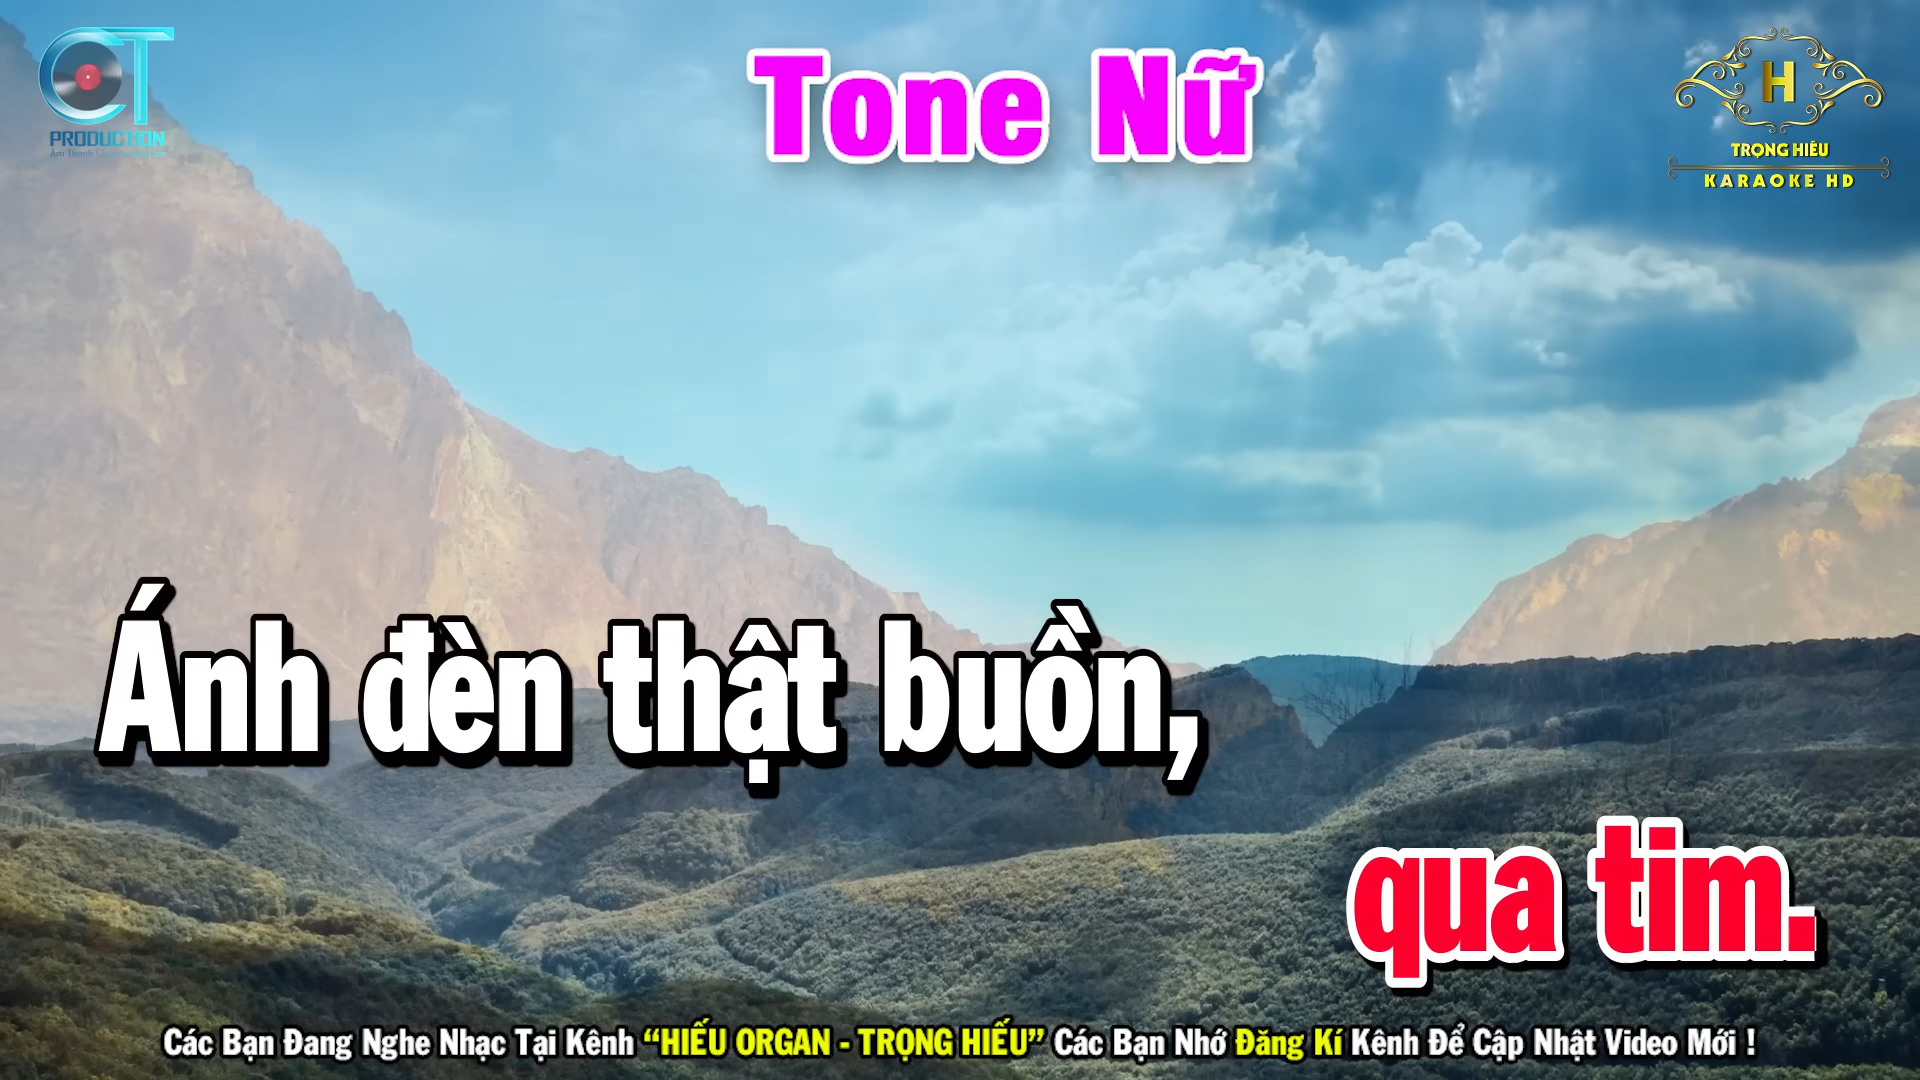 CT
PRODUCTION
Tone Nữ
H
TRỌNG HIẾU
KARAOKE HD
Ánh đèn thật buồn,
qua tim.
Các Bạn Đang Nghe Nhạc Tại Kênh “HIẾU ORGAN - TRỌNG HIẾU” Các Bạn Nhớ Đăng Kí Kênh Để Cập Nhật Video Mới !